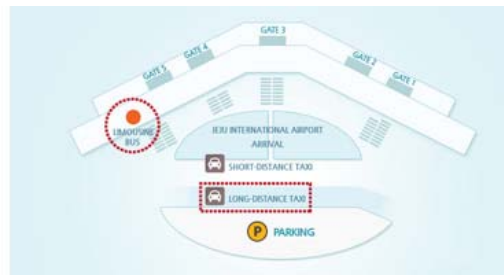 GATE 3
GATE 4
GATE 5
GATE 2
GATE 1
LIMOUSINE
BUS
JEJU INTERNATIONAL AIRPORT
ARRIVAL
SHORT-DISTANCE TAXI
LONG-DISTANCE TAXI
P PARKING